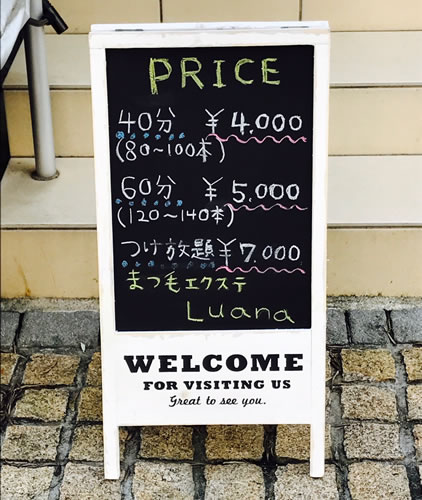 PRICE
40分 ¥4,000
(80~100本)
60分 ¥5,000
(120~140本)
つけ放題 ¥7,000
まつ毛エクステ
Luana
WELCOME
FOR VISITING US
Great to see you.